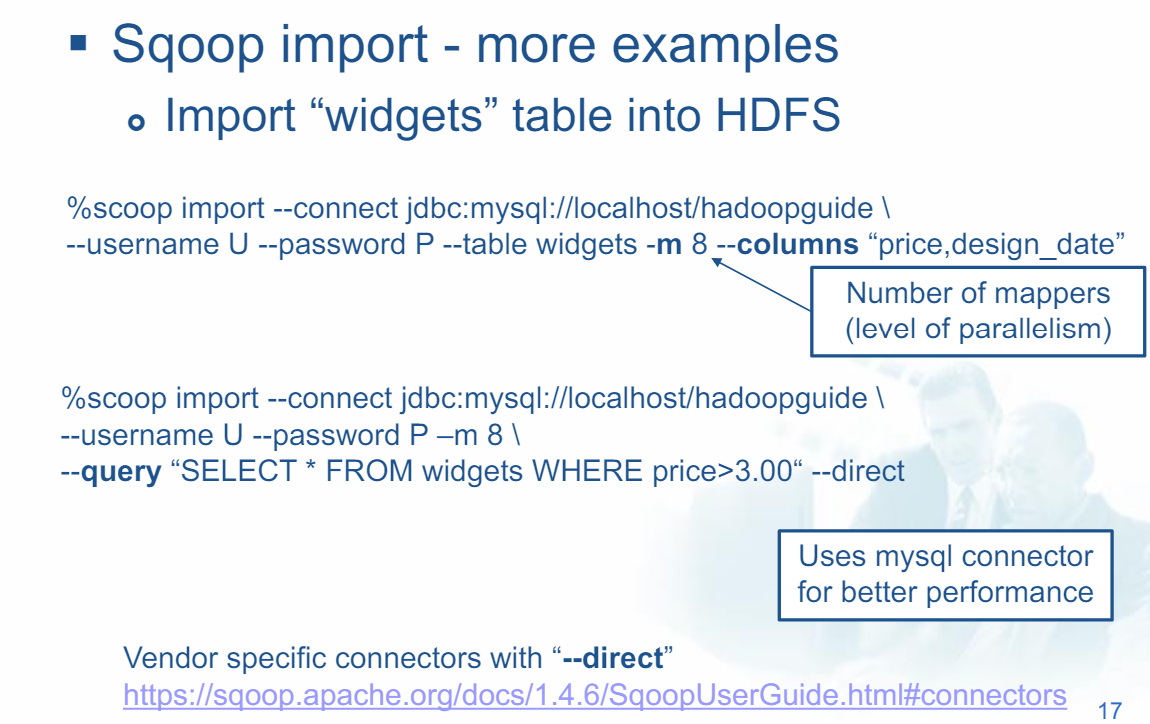 ▪ Sqoop import - more examples
Import “widgets” table into HDFS
%scoop import --connect jdbc:mysql://localhost/hadoopguide \
--username U --password P --table widgets -m 8 --columns “price,design_date”
Number of mappers
(level of parallelism)
%scoop import --connect jdbc:mysql://localhost/hadoopguide \
--username U --password P –m 8 \
--query “SELECT * FROM widgets WHERE price>3.00“ --direct
Uses mysql connector
for better performance
Vendor specific connectors with “--direct”
https://sqoop.apache.org/docs/1.4.6/SqoopUserGuide.html#connectors
17